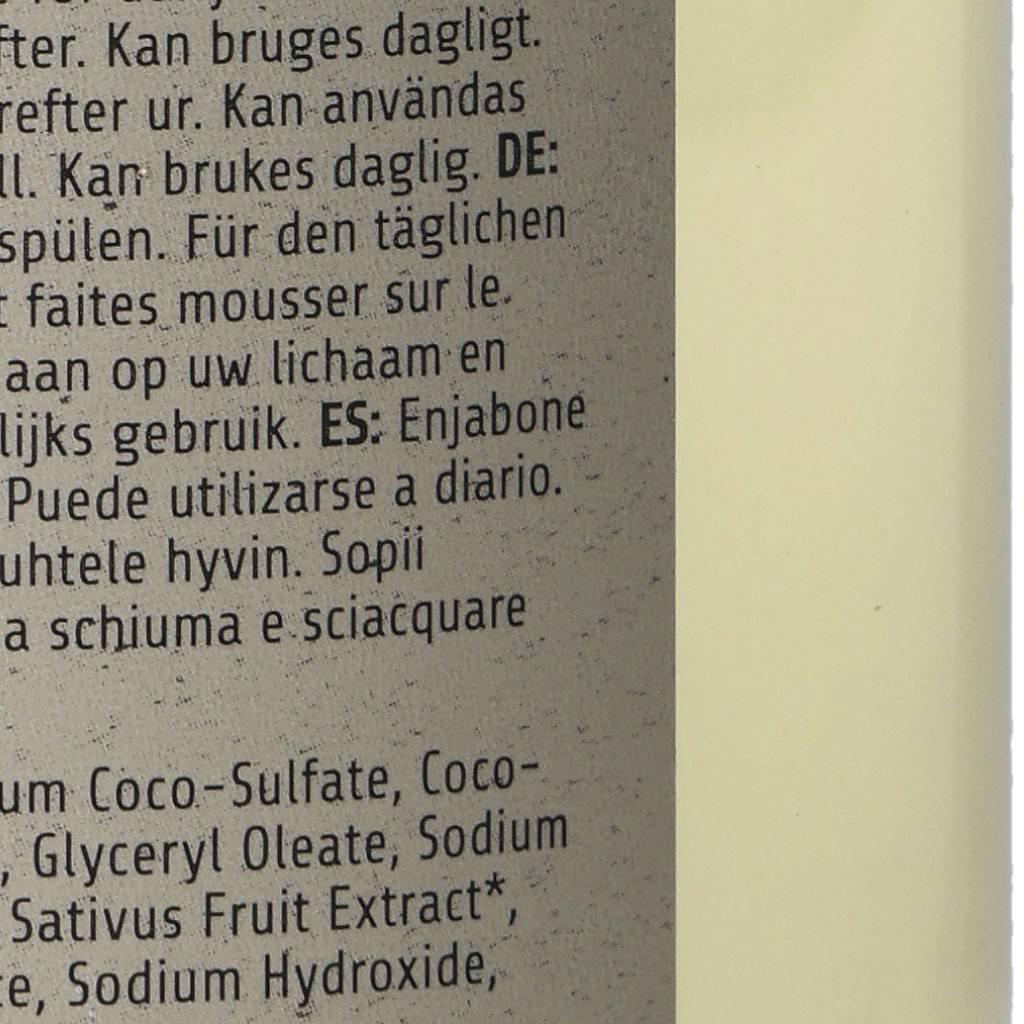 fter. Kan bruges dagligt.
refter ur. Kan användas
ll. Kan brukes daglig. DE:
spülen. Für den täglichen
faites mousser sur le
aan op uw lichaam en
lijks gebruik. ES: Enjabone
Puede utilizarse a diario.
uhtele hyvin. Sopii
a schiuma e sciacquare
um Coco-Sulfate, Coco-
, Glyceryl Oleate, Sodium
Sativus Fruit Extract*,
te, Sodium Hydroxide,